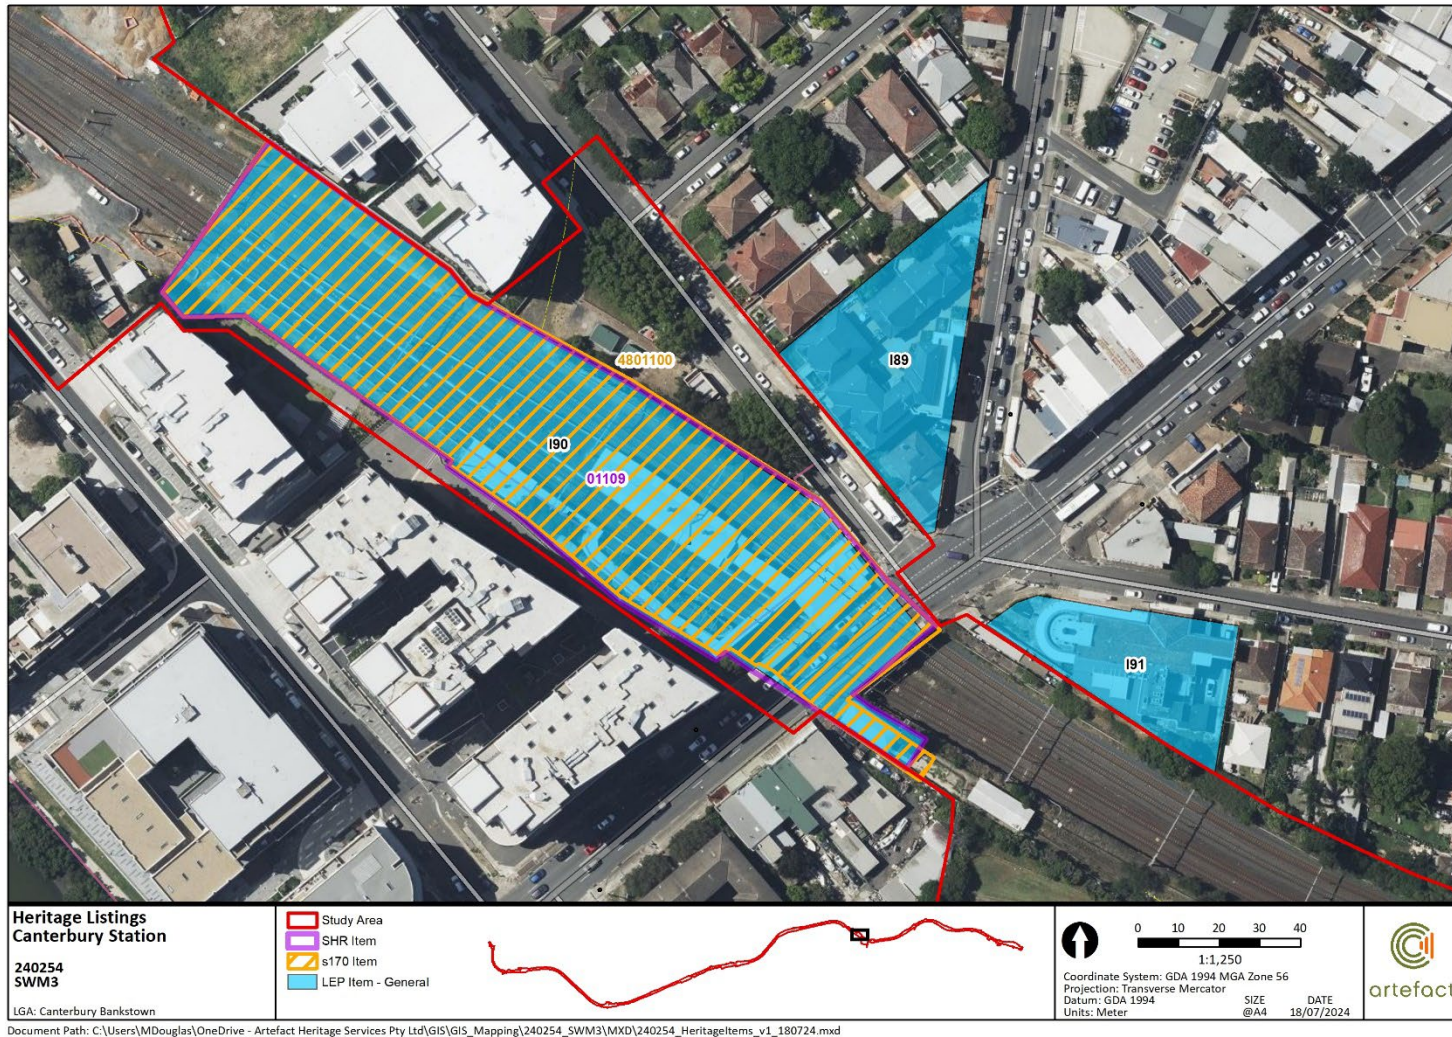 4801100
I89
I90
01109
I91
Heritage Listings
Canterbury Station
240254
SWM3
LGA: Canterbury Bankstown
Study Area
SHR Item
s170 Item
LEP Item - General
0 10 20 30 40
1:1,250
Coordinate System: GDA 1994 MGA Zone 56
Projection: Transverse Mercator
Datum: GDA 1994
Units: Meter
SIZE DATE
@A4 18/07/2024
artefact
Document Path: C:\Users\MDouglas\OneDrive - Artefact Heritage Services Pty Ltd\GIS\GIS_Mapping\240254_SWM3\MXD\240254_HeritageItems_v1_180724.mxd